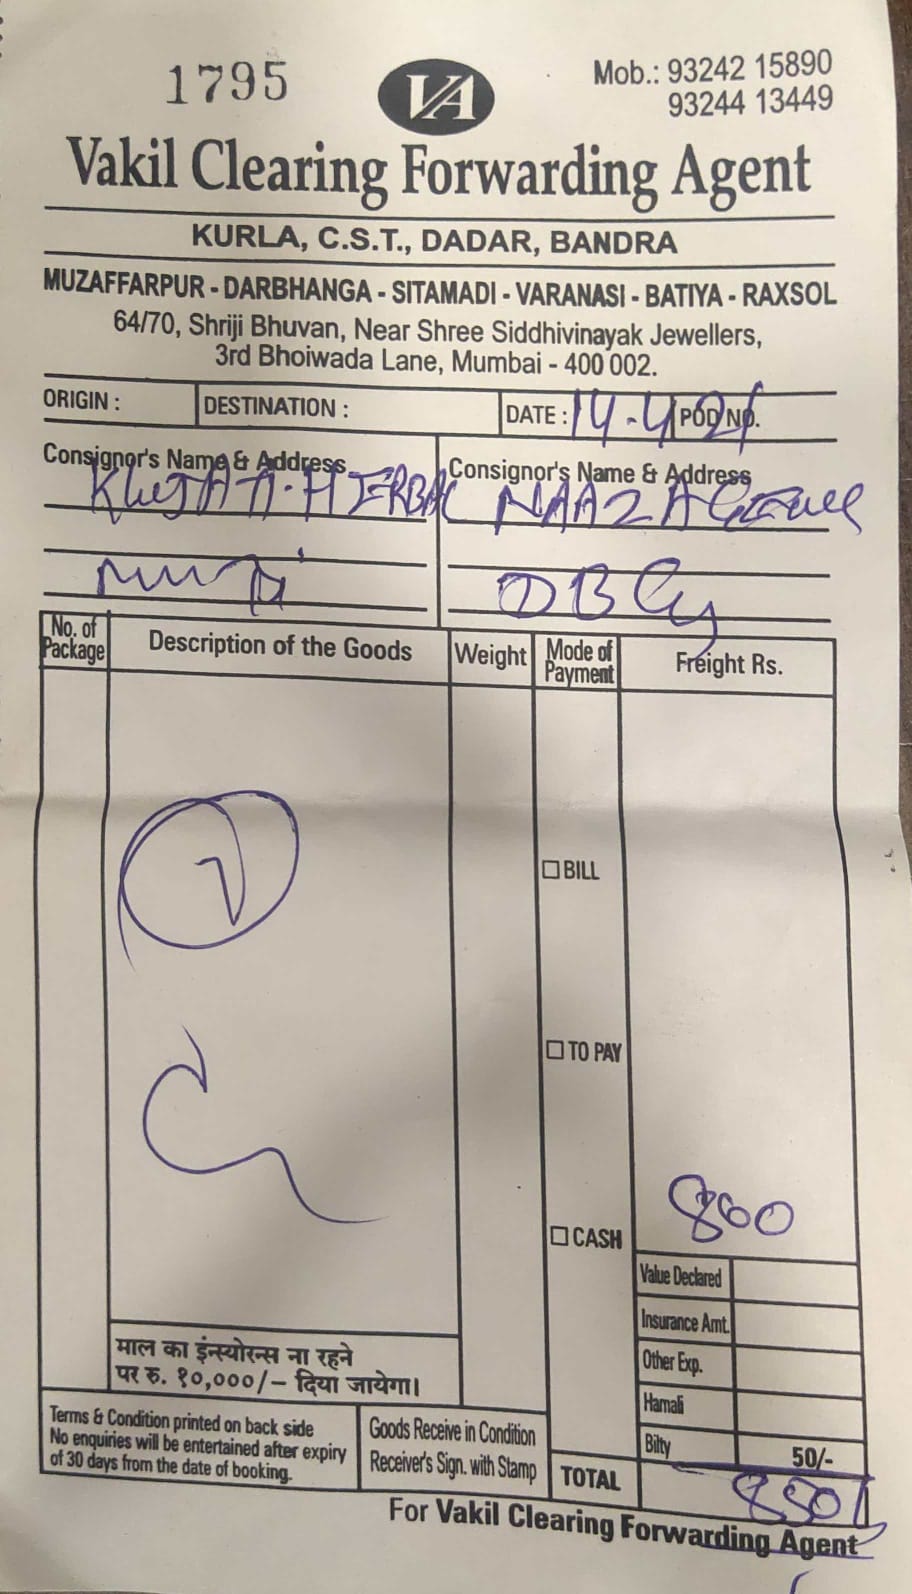 1795
VA
Mob.: 93242 15890
93244 13449
Vakil Clearing Forwarding Agent
KURLA, C.S.T., DADAR, BANDRA
MUZAFFARPUR - DARBHANGA - SITAMADI - VARANASI - BATIYA - RAXSOL
64/70, Shriji Bhuvan, Near Shree Siddhivinayak Jewellers,
3rd Bhoiwada Lane, Mumbai - 400 002.
ORIGIN : DESTINATION : DATE : 14-4-21 POD NO.
Consignor's Name & Address Consignor's Name & Address
HERBAL NAAZ
DBG
No. of Package Description of the Goods Weight Mode of Payment Freight Rs.
7
☐ BILL
☐ TO PAY
800
☐ CASH
Value Declared
Insurance Amt.
Other Exp.
Hamali
Bilty 50/-
माल का इंन्स्योरन्स ना रहने
पर रु. १०,०००/- दिया जायेगा।
Terms & Condition printed on back side
No enquiries will be entertained after expiry
of 30 days from the date of booking.
Goods Receive in Condition
Receiver's Sign. with Stamp
TOTAL 850/
For Vakil Clearing Forwarding Agent